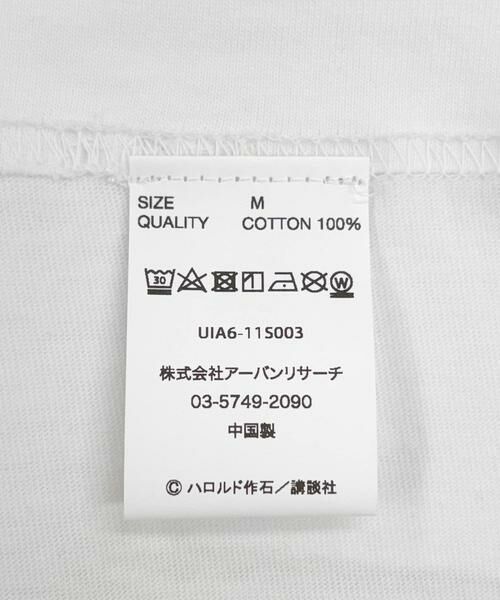 SIZE M
QUALITY COTTON 100%
30 W
UIA6-11S003
株式会社アーバンリサーチ
03-5749-2090
中国製
© ハロルド作石／講談社